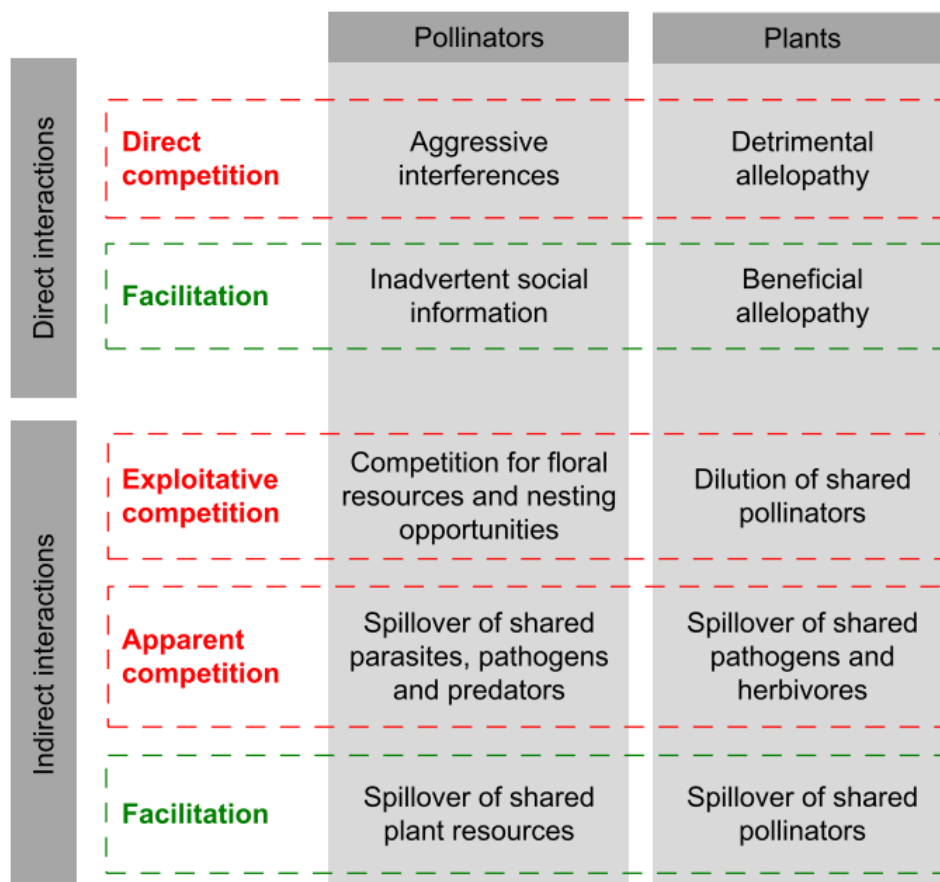 Pollinators
Plants
Direct interactions
Direct
competition
Aggressive
interferences
Detrimental
allelopathy
Facilitation
Inadvertent social
information
Beneficial
allelopathy
Indirect interactions
Exploitative
competition
Competition for floral
resources and nesting
opportunities
Dilution of shared
pollinators
Apparent
competition
Spillover of shared
parasites, pathogens
and predators
Spillover of shared
pathogens and
herbivores
Facilitation
Spillover of shared
plant resources
Spillover of shared
pollinators